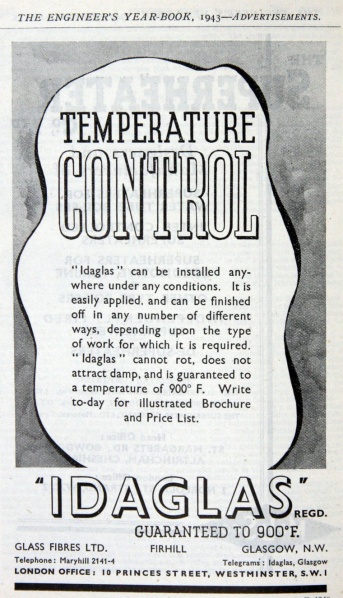 THE ENGINEER'S YEAR-BOOK, 1943—ADVERTISEMENTS.
TEMPERATURE
CONTROL
"Idaglas" can be installed any-
where under any conditions. It is
easily applied, and can be finished
off in any number of different
ways, depending upon the type
of work for which it is required.
"Idaglas" cannot rot, does not
attract damp, and is guaranteed to
a temperature of 900° F. Write
to-day for illustrated Brochure
and Price List.
"IDAGLAS" REGD.
GUARANTEED TO 900°F.
GLASS FIBRES LTD. FIRHILL GLASGOW, N.W.
Telephone: Maryhill 2141-4 Telegrams: Idaglas, Glasgow
LONDON OFFICE: 10 PRINCES STREET, WESTMINSTER, S.W.1